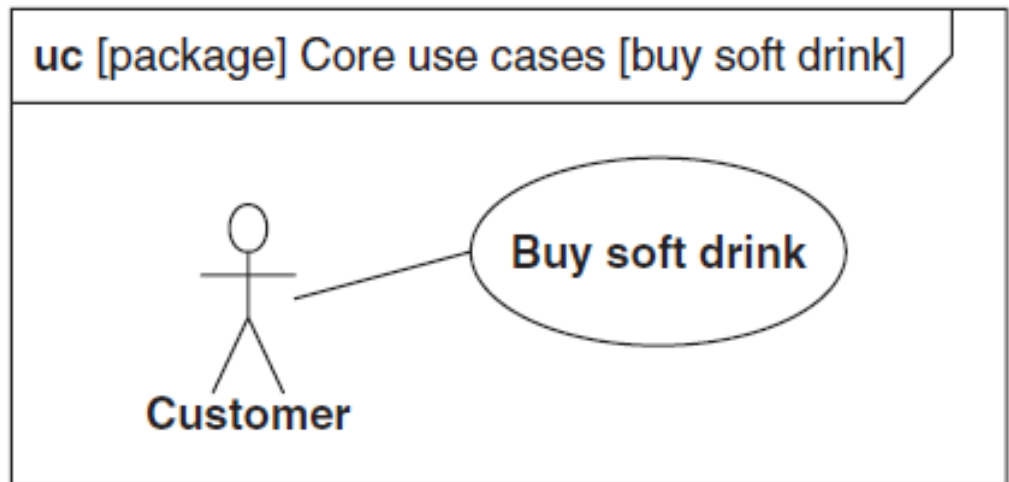 uc [package] Core use cases [buy soft drink]
Buy soft drink
Customer